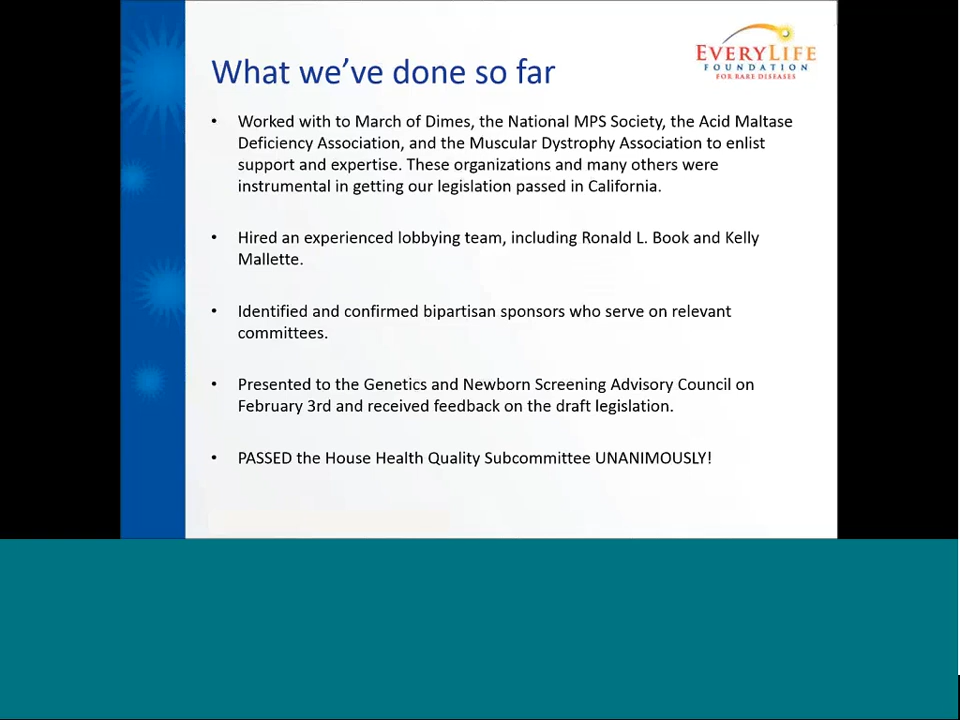 EVERYLIFE
FOUNDATION
FOR RARE DISEASES
What we've done so far
• Worked with to March of Dimes, the National MPS Society, the Acid Maltase
Deficiency Association, and the Muscular Dystrophy Association to enlist
support and expertise. These organizations and many others were
instrumental in getting our legislation passed in California.
• Hired an experienced lobbying team, including Ronald L. Book and Kelly
Mallette.
• Identified and confirmed bipartisan sponsors who serve on relevant
committees.
• Presented to the Genetics and Newborn Screening Advisory Council on
February 3rd and received feedback on the draft legislation.
• PASSED the House Health Quality Subcommittee UNANIMOUSLY!